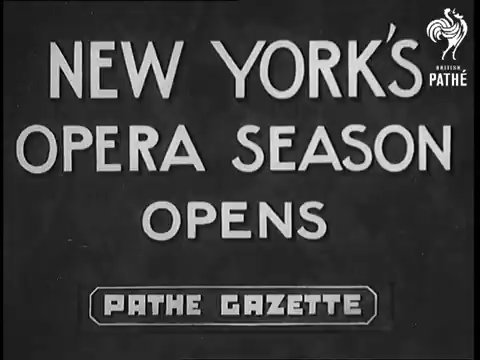 NEW YORK'S
OPERA SEASON
OPENS
PATHE GAZETTE
BRITISH
PATHÉ